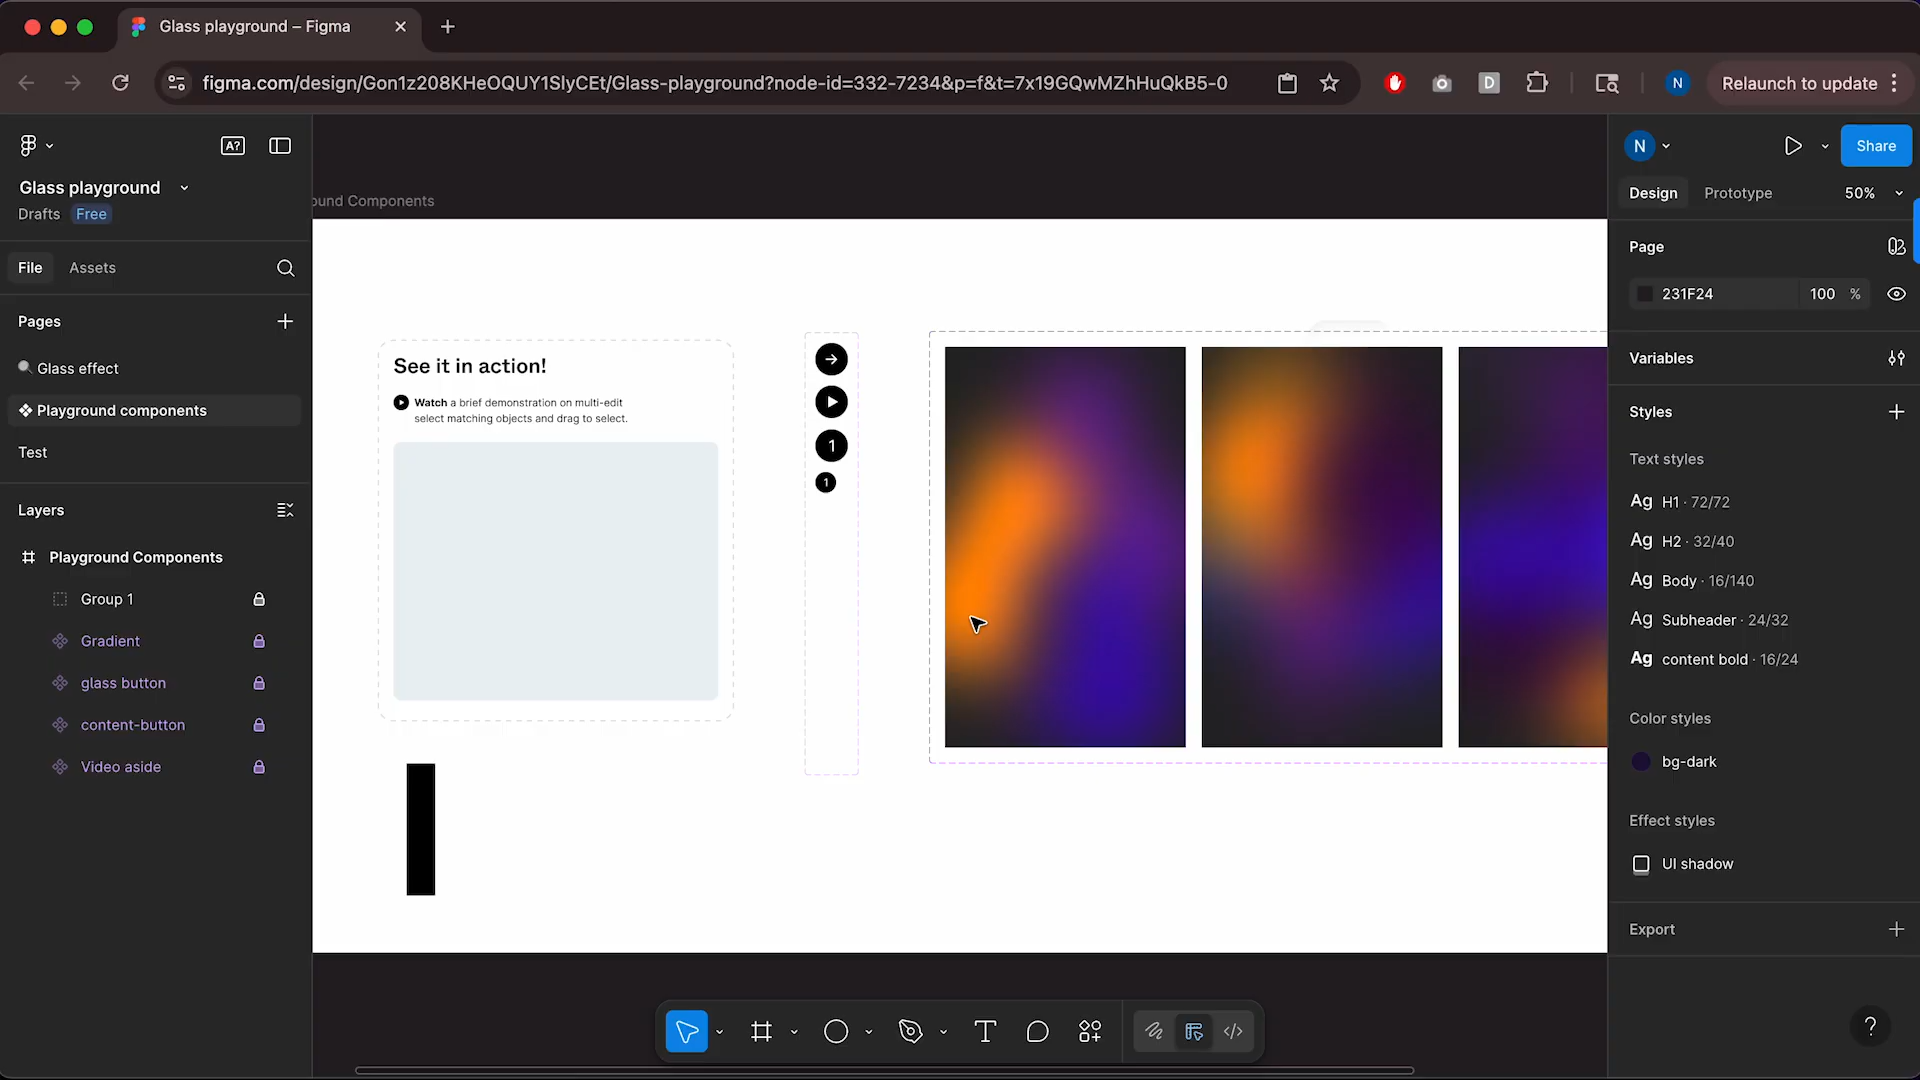 Glass playground – Figma
figma.com/design/Gon1z208KHeOQUY1SlyCEt/Glass-playground?node-id=332-7234&p=f&t=7x19GQwMZhHuQkB5-0
D
N
Relaunch to update
A?
Glass playground
Drafts
Free
File
Assets
Pages
Glass effect
Playground components
Test
Layers
Playground Components
Group 1
Gradient
glass button
content-button
Video aside
ound Components
See it in action!
Watch a brief demonstration on multi-edit
select matching objects and drag to select.
1
1
N
Share
Design
Prototype
50%
Page
231F24
100
%
Variables
Styles
Text styles
Ag H1 · 72/72
Ag H2 · 32/40
Ag Body · 16/140
Ag Subheader · 24/32
Ag content bold · 16/24
Color styles
bg-dark
Effect styles
UI shadow
Export
T
?